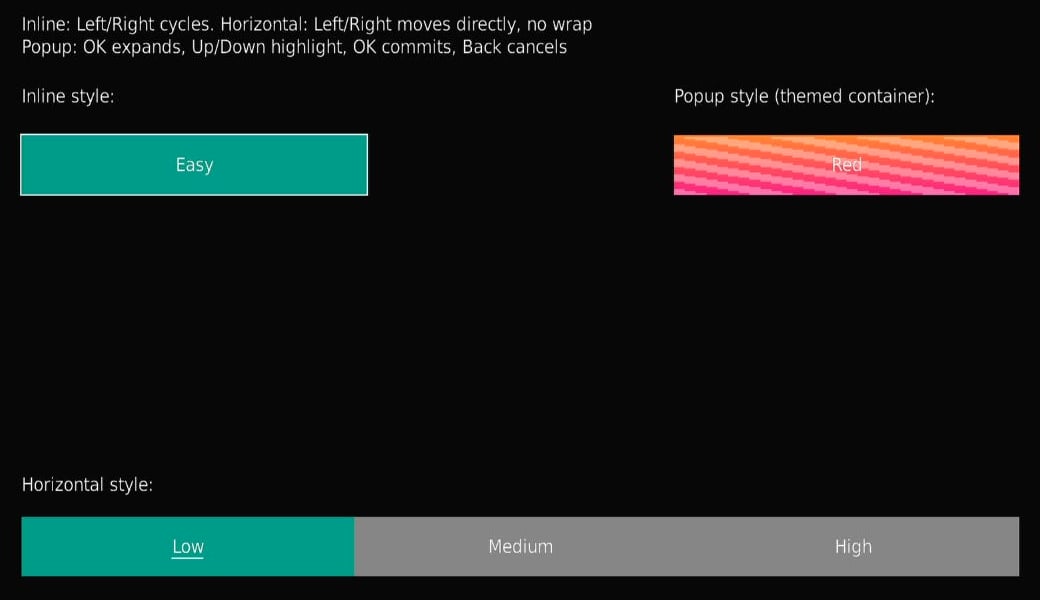 Inline: Left/Right cycles. Horizontal: Left/Right moves directly, no wrap
Popup: OK expands, Up/Down highlight, OK commits, Back cancels
Inline style:
Popup style (themed container):
Easy
Red
Horizontal style:
Low
Medium
High